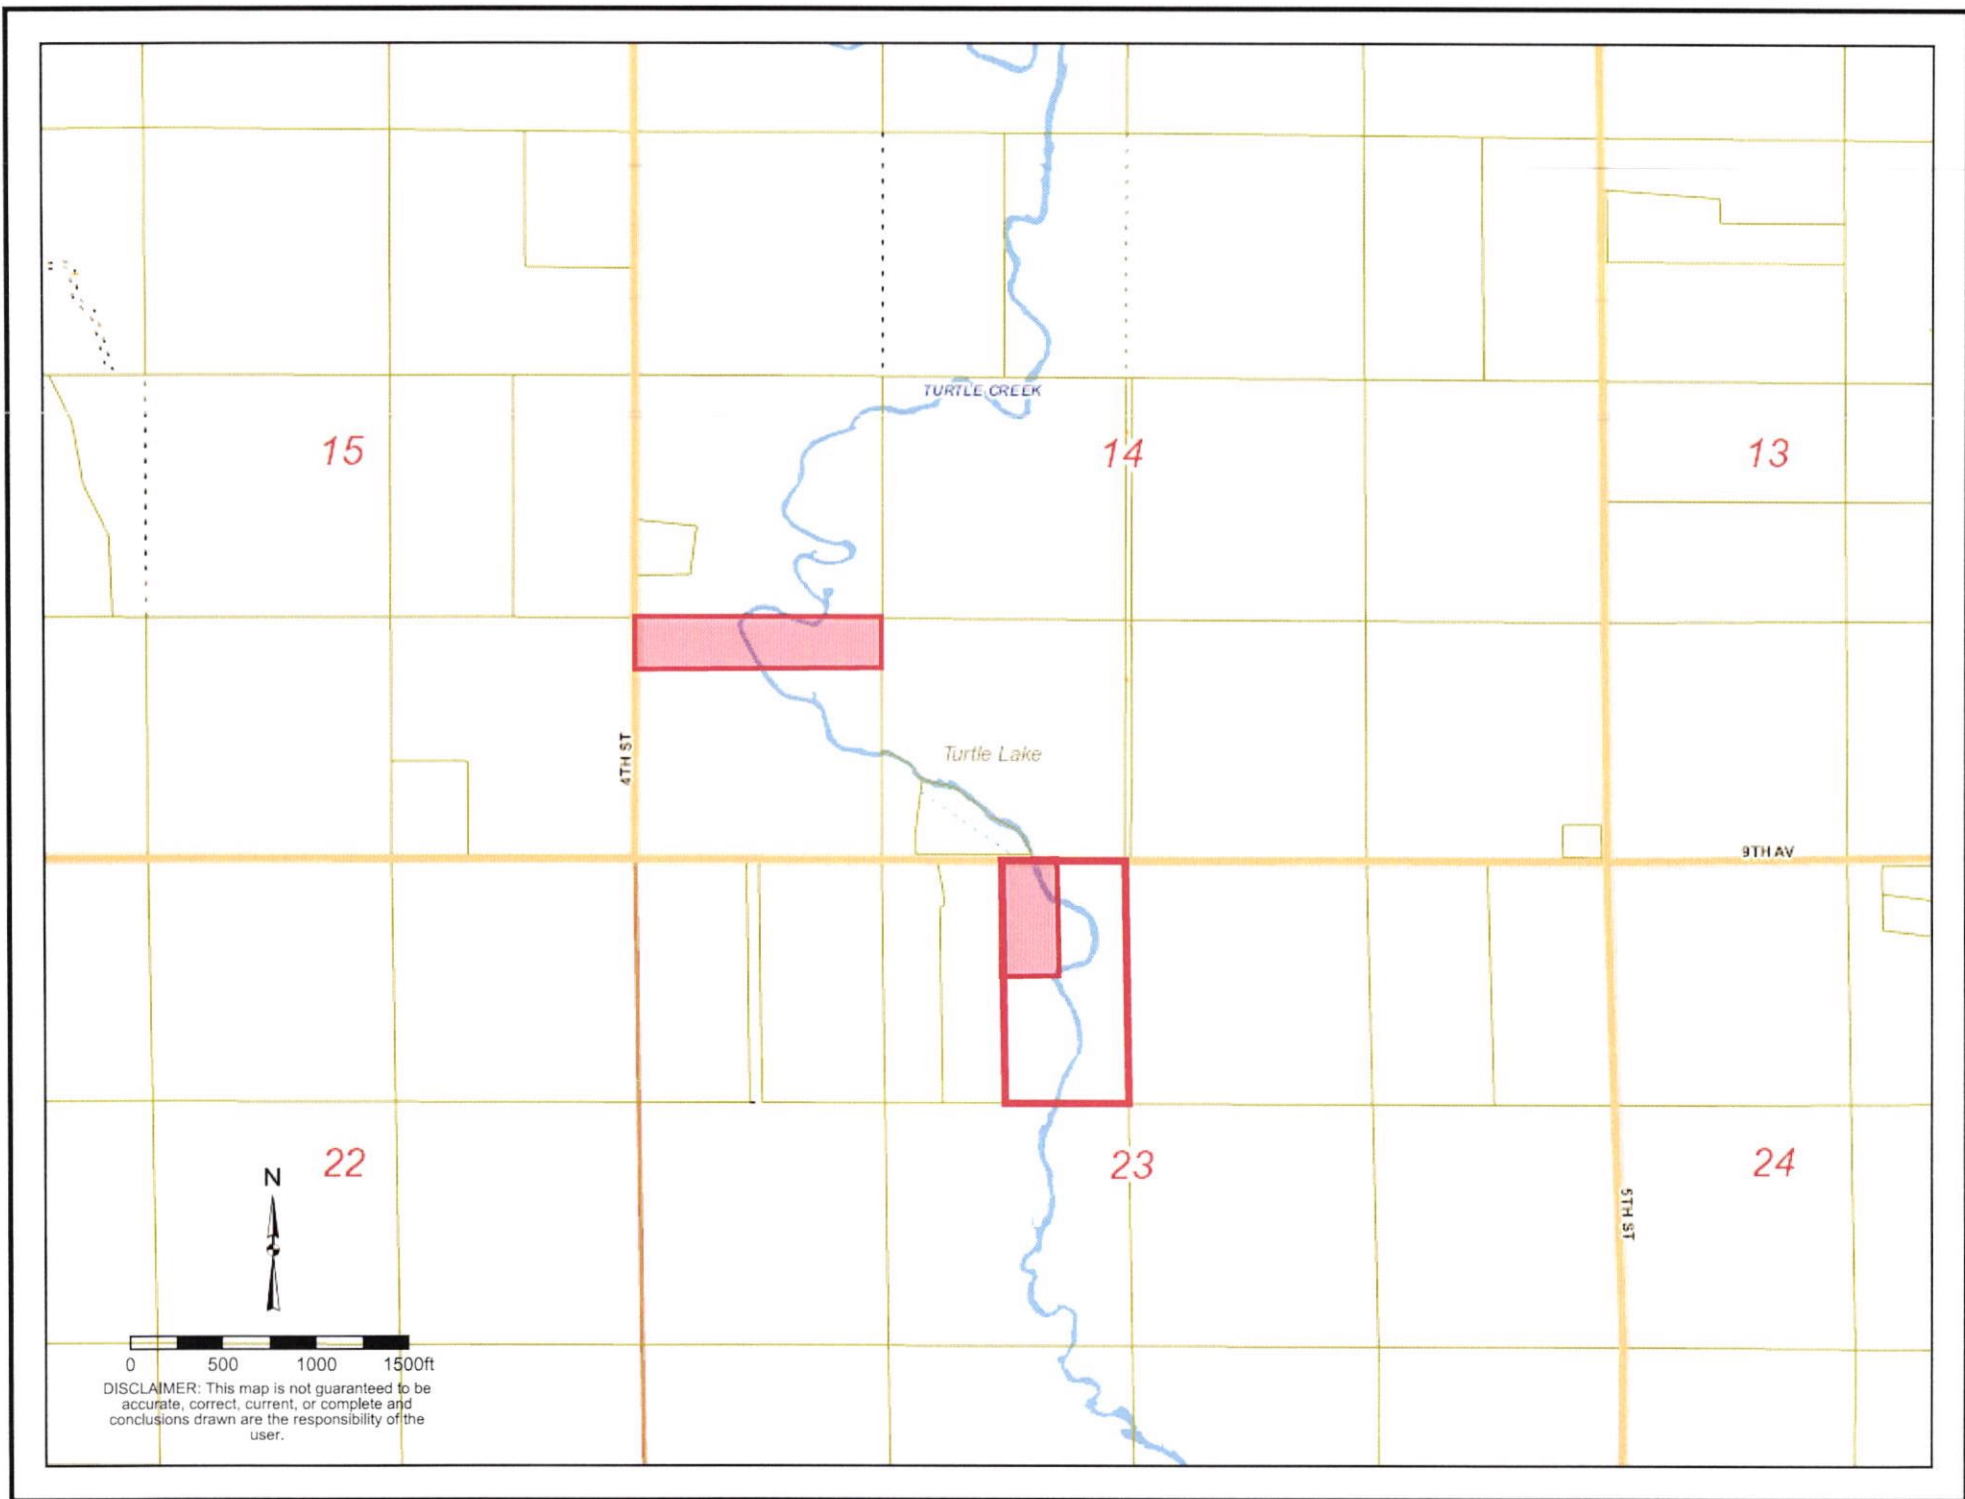 TURTLE CREEK
15
14
13
4TH ST
Turtle Lake
9TH AV
22
23
24
5TH ST
N
0 500 1000 1500ft
DISCLAIMER: This map is not guaranteed to be
accurate, correct, current, or complete and
conclusions drawn are the responsibility of the
user.